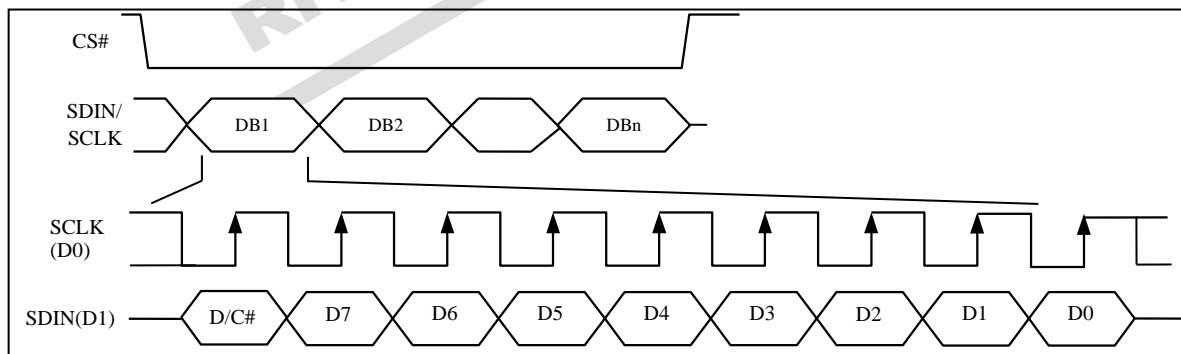 CS#
SDIN/
SCLK
DB1 DB2 DBn
SCLK
(D0)
SDIN(D1) D/C# D7 D6 D5 D4 D3 D2 D1 D0